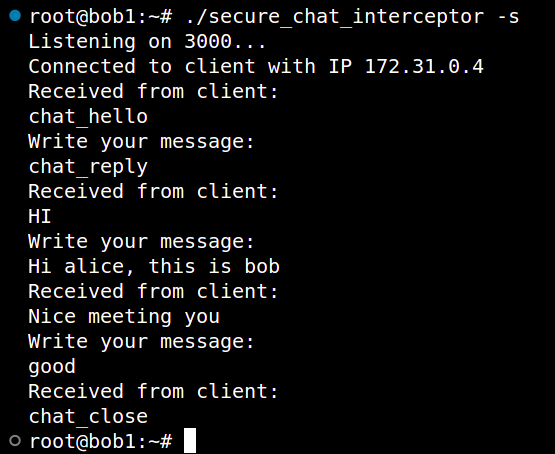 root@bob1:~# ./secure_chat_interceptor -s
Listening on 3000...
Connected to client with IP 172.31.0.4
Received from client:
chat_hello
Write your message:
chat_reply
Received from client:
HI
Write your message:
Hi alice, this is bob
Received from client:
Nice meeting you
Write your message:
good
Received from client:
chat_close
root@bob1:~#